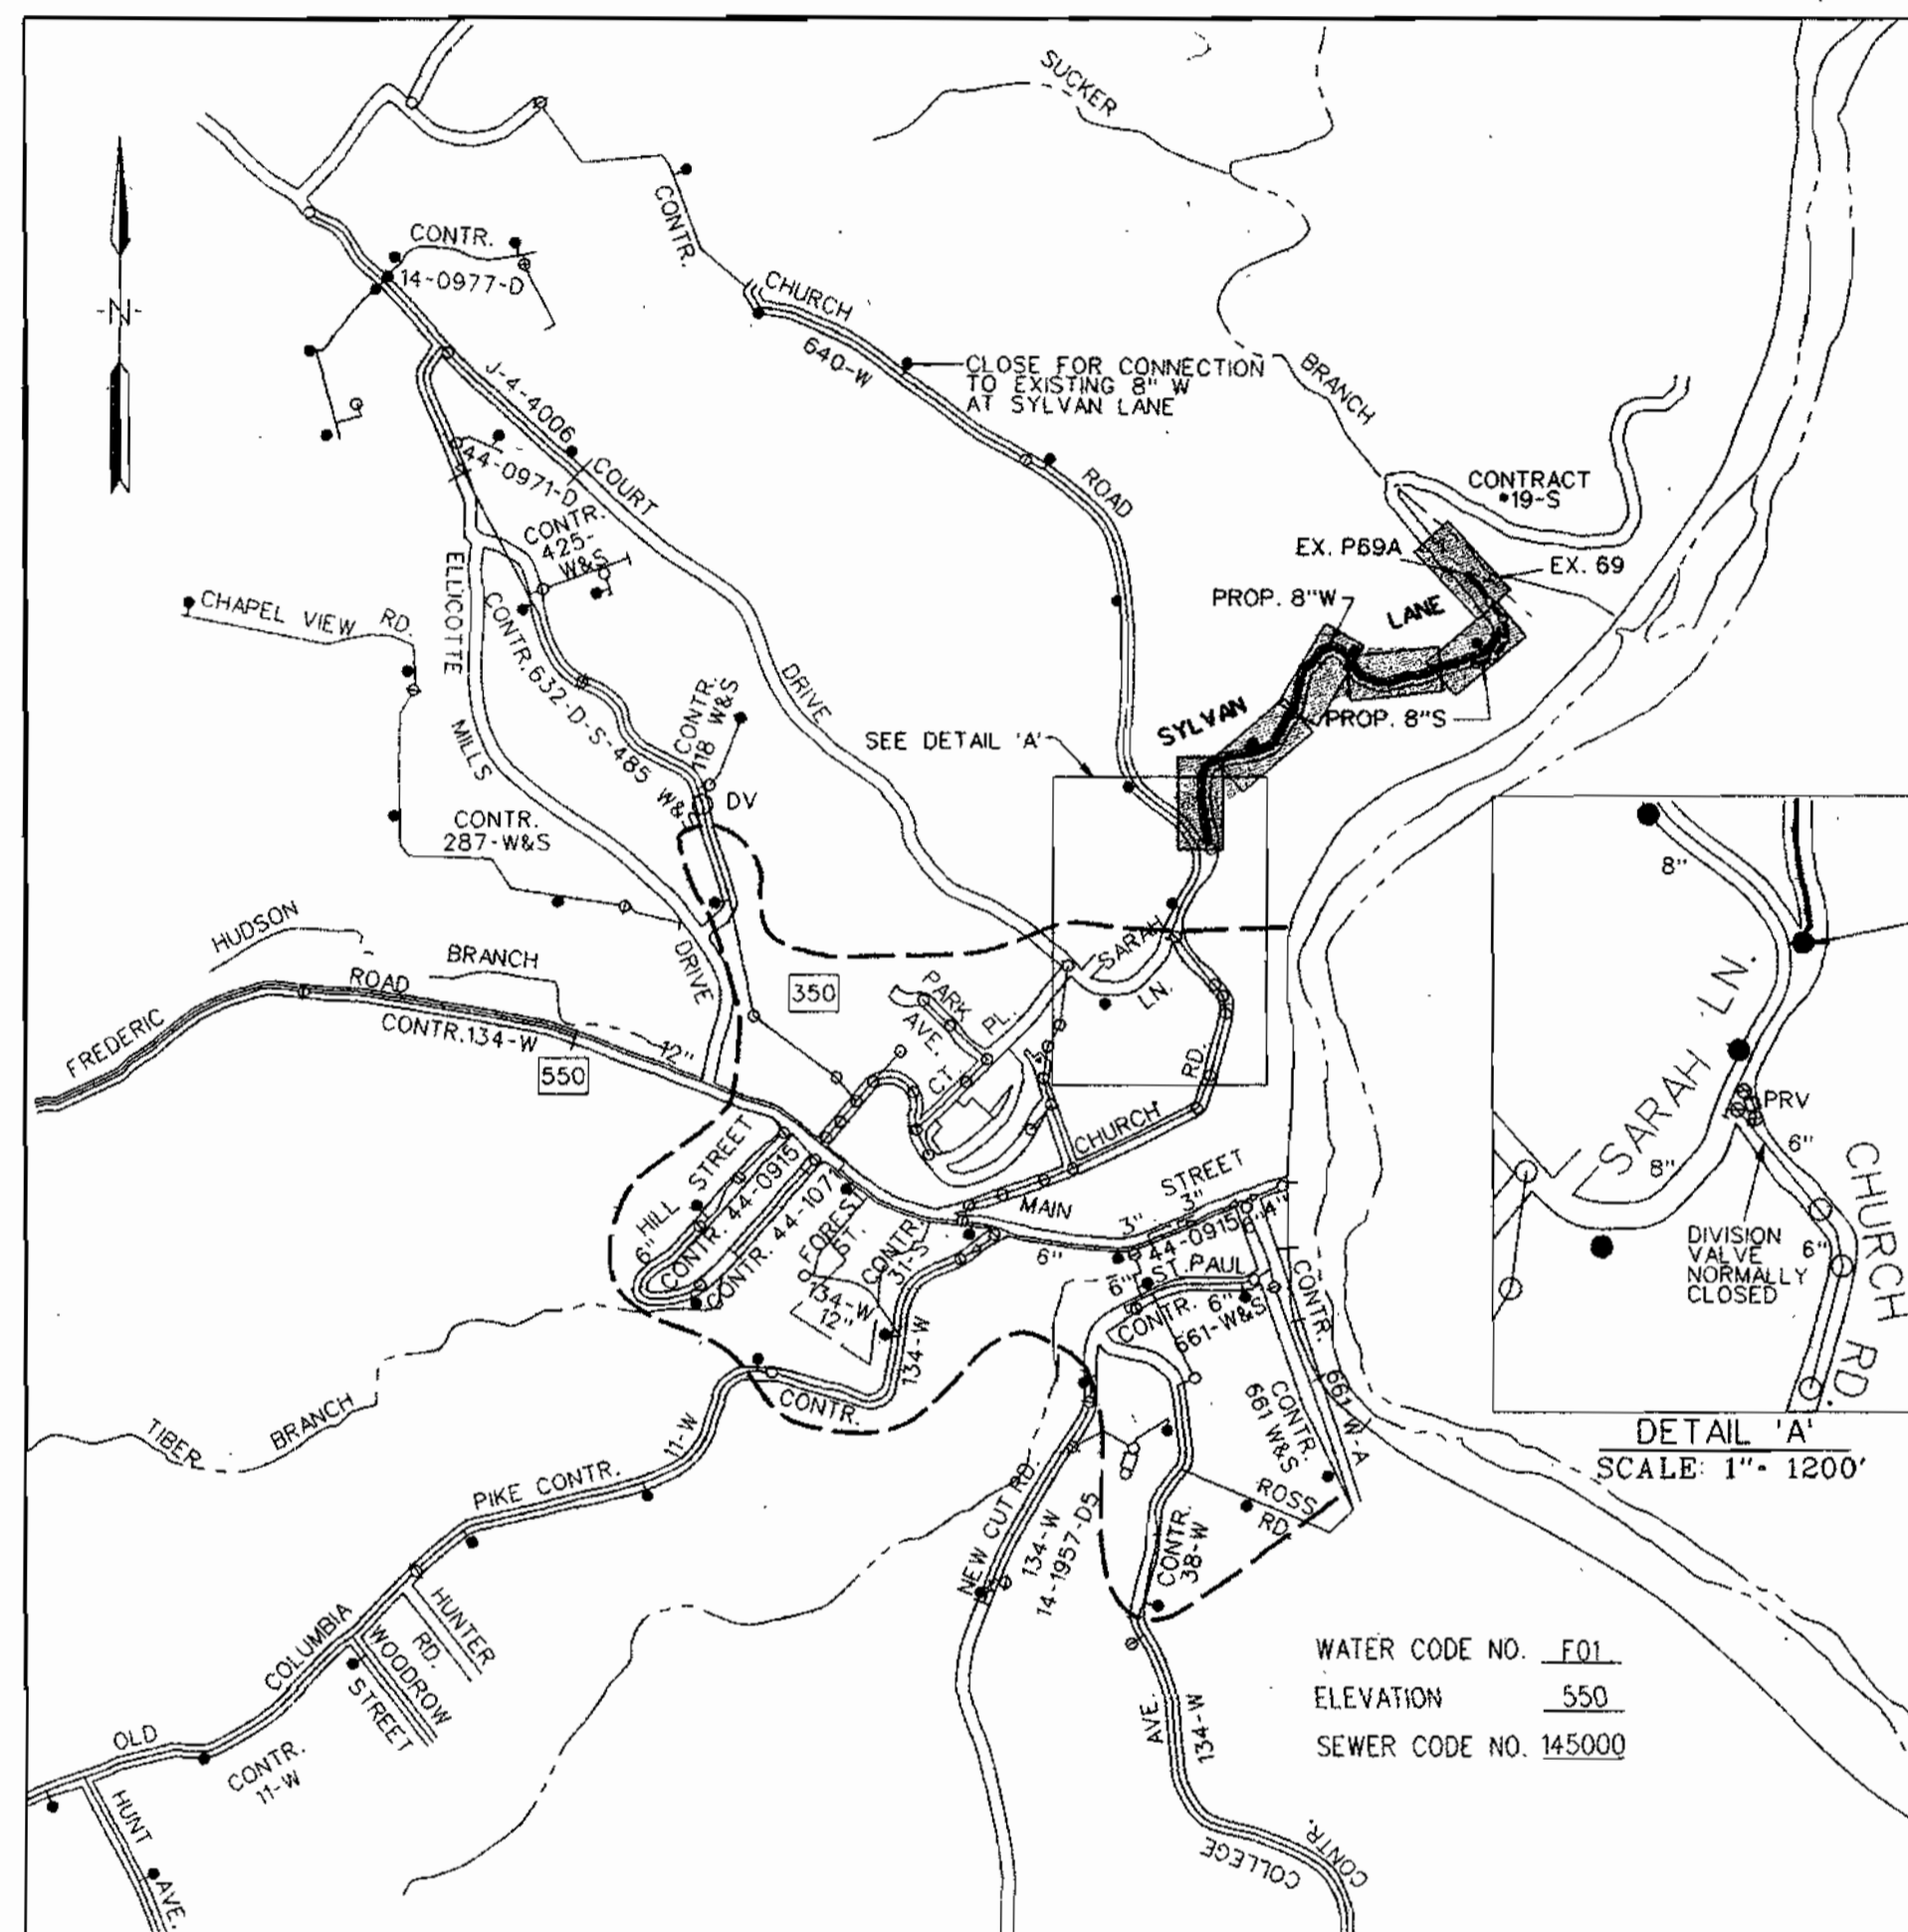 SUCKER
CONTR.
CONTR.
14-0977-D
CHURCH
640-W
CLOSE FOR CONNECTION
TO EXISTING 8" W
AT SYLVAN LANE
BRANCH
-N-
J-4-4006
COURT
44-0971-D
ROAD
CONTRACT
19-S
CONTR.
425-
W&S
EX. P69A
EX. 69
ELLICOTTE
CHAPEL VIEW RD.
PROP. 8"W
LANE
CONTR. 632-D-S-485
W&S
CONTR.
118 W&S
DRIVE
SYLVAN
PROP. 8"S
SEE DETAIL 'A'
MILLS
DV
CONTR.
287-W&S
8"
HUDSON
BRANCH
DRIVE
SARAH
LN.
350
PARK
AVE.
PL.
CT.
SARAH LN.
ROAD
FREDERIC
CONTR.134-W
12"
550
RD.
PRV
6"
8"
CHURCH
CHURCH RD.
HILL STREET
6"
CONTR. 44-0915
CONTR. 44-107
FOREST
ST.
CONTR.
31-S
MAIN
STREET
3"
3"
6"
44-0915
6"
4"
DIVISION
VALVE
NORMALLY
CLOSED
6"
6"
ST. PAUL
CONTR. 6"
661-W&S
CONTR.
661 W-A
134-W
12"
134-W
CONTR.
CONTR.
661 W&S
TIBER
BRANCH
11-W
PIKE CONTR.
DETAIL 'A'
SCALE: 1"- 1200'
NEW CUT RD.
134-W
14-1957-D5
ROSS
RD.
CONTR.
38-W
HUNTER
RD.
WOODROW
STREET
COLUMBIA
OLD
CONTR.
11-W
WATER CODE NO. F01
ELEVATION 550
SEWER CODE NO. 145000
AVE.
134-W
HUNT
AVE.
COLLEGE
CONTR.